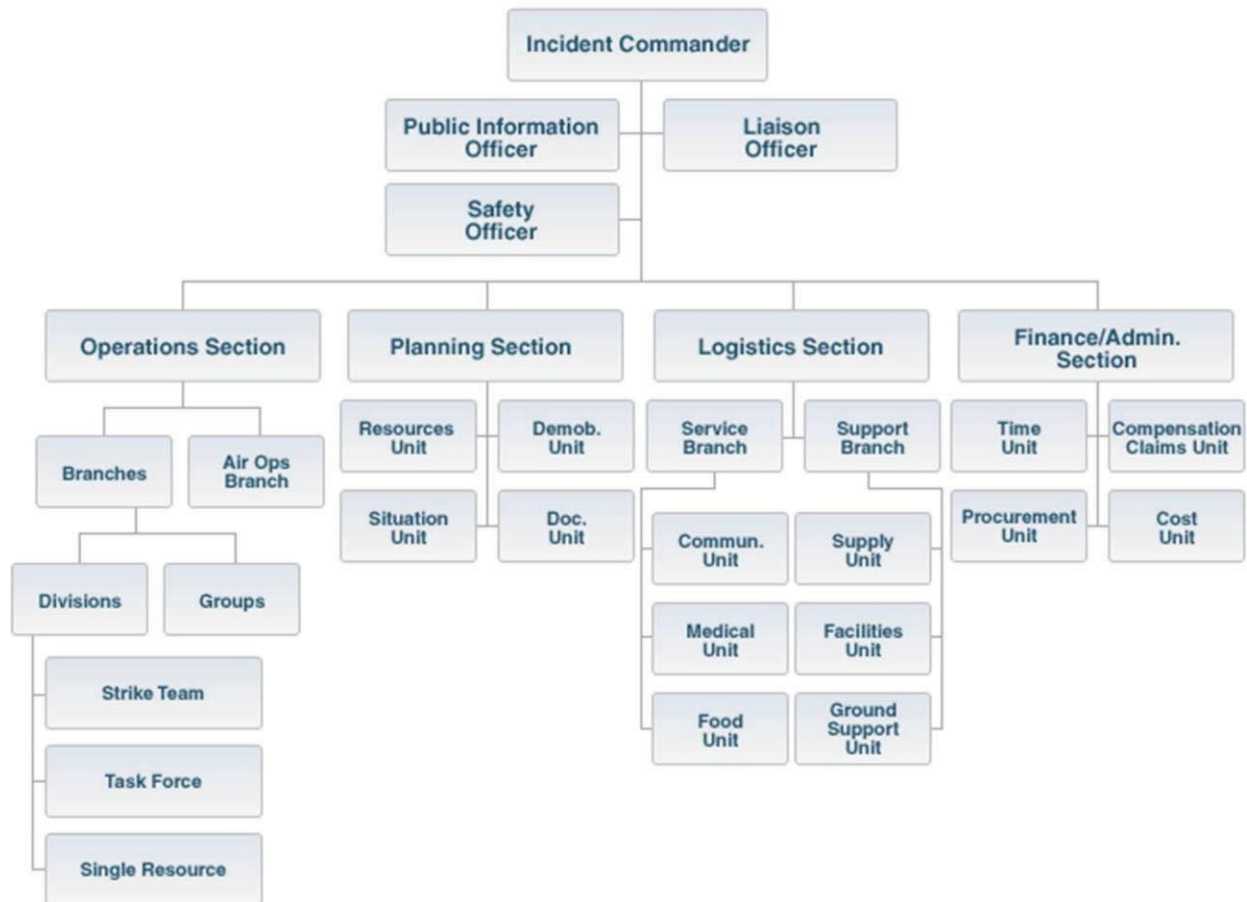 Incident Commander
Public Information
Officer
Liaison
Officer
Safety
Officer
Operations Section
Planning Section
Logistics Section
Finance/Admin.
Section
Branches
Air Ops
Branch
Divisions
Groups
Strike Team
Task Force
Single Resource
Resources
Unit
Demob.
Unit
Situation
Unit
Doc.
Unit
Service
Branch
Support
Branch
Commun.
Unit
Supply
Unit
Medical
Unit
Facilities
Unit
Food
Unit
Ground
Support
Unit
Time
Unit
Compensation
Claims Unit
Procurement
Unit
Cost
Unit